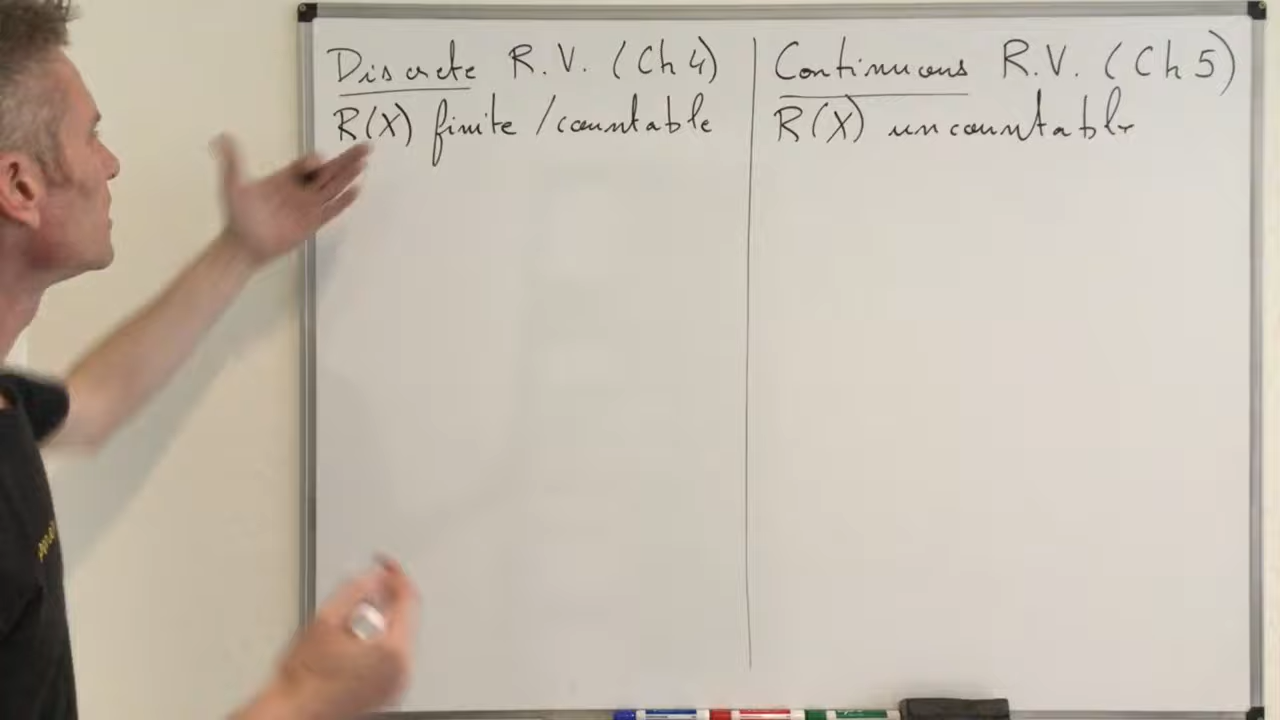 Discrete R.V. (Ch 4)
R(X) finite / countable
Continuous R.V. (Ch 5)
R(X) uncountable